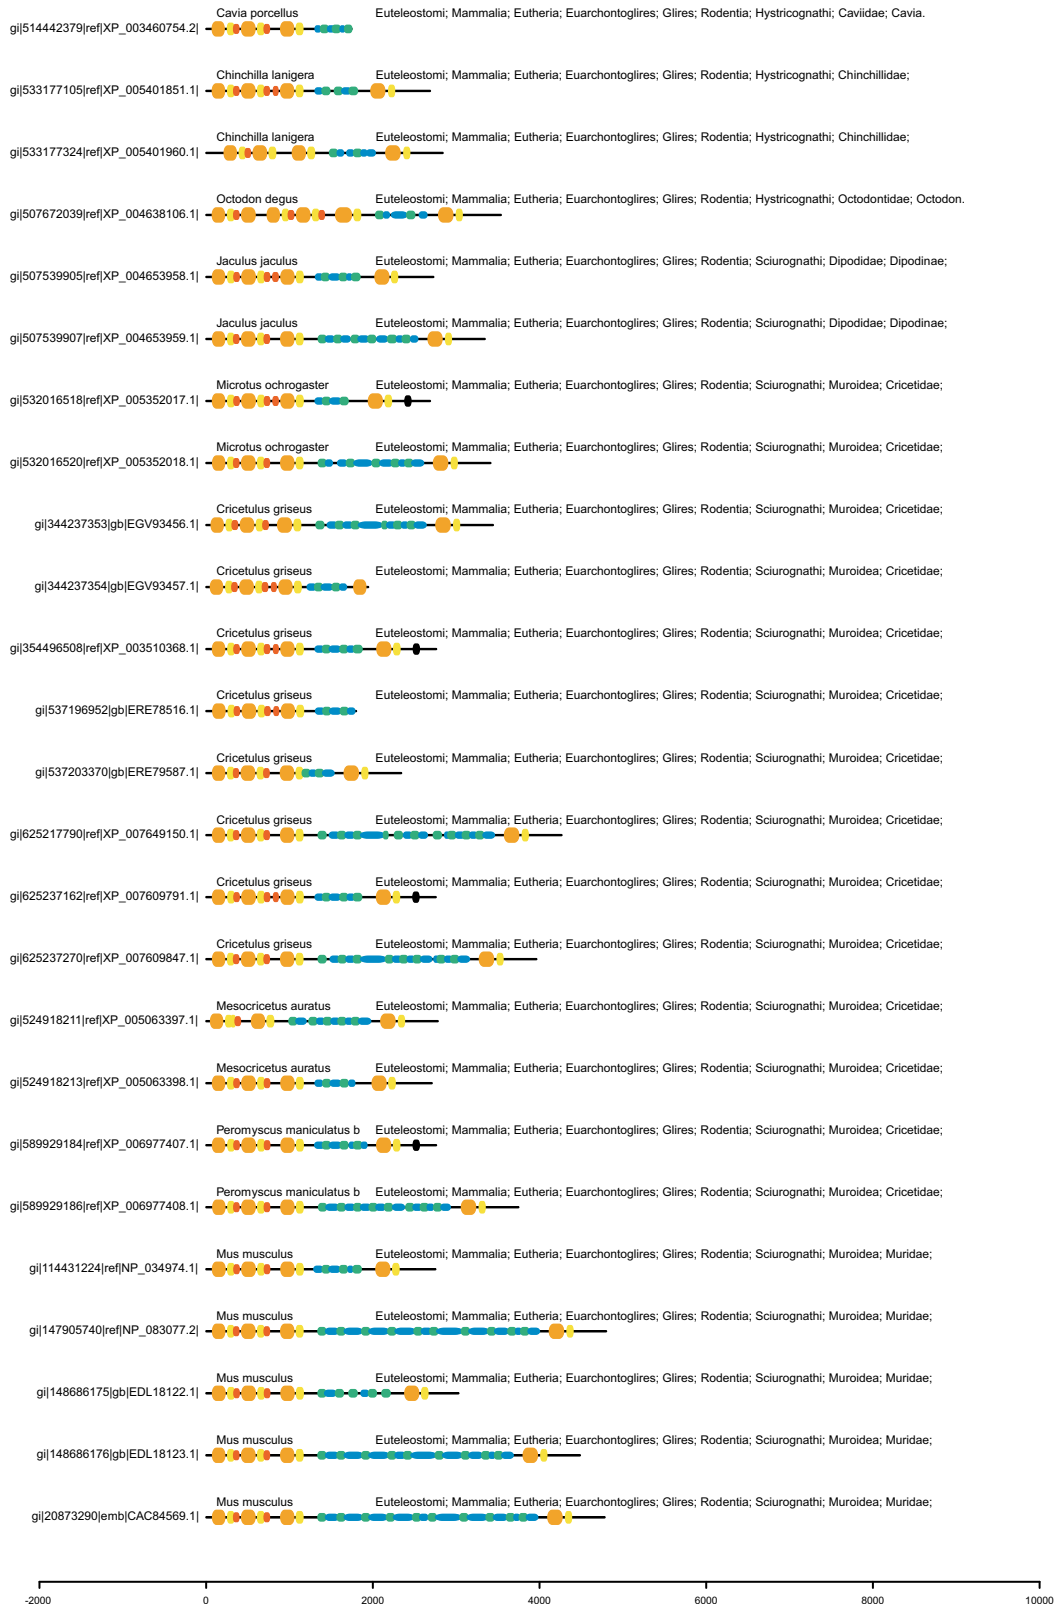 Cavia porcellus Euteleostomi; Mammalia; Eutheria; Euarchontoglires; Glires; Rodentia; Hystricognathi; Caviidae; Cavia.
gi|514442379|ref|XP_003460754.2|
Chinchilla lanigera Euteleostomi; Mammalia; Eutheria; Euarchontoglires; Glires; Rodentia; Hystricognathi; Chinchillidae;
gi|533177105|ref|XP_005401851.1|
Chinchilla lanigera Euteleostomi; Mammalia; Eutheria; Euarchontoglires; Glires; Rodentia; Hystricognathi; Chinchillidae;
gi|533177324|ref|XP_005401960.1|
Octodon degus Euteleostomi; Mammalia; Eutheria; Euarchontoglires; Glires; Rodentia; Hystricognathi; Octodontidae; Octodon.
gi|507672039|ref|XP_004638106.1|
Jaculus jaculus Euteleostomi; Mammalia; Eutheria; Euarchontoglires; Glires; Rodentia; Sciurognathi; Dipodidae; Dipodinae;
gi|507539905|ref|XP_004653958.1|
Jaculus jaculus Euteleostomi; Mammalia; Eutheria; Euarchontoglires; Glires; Rodentia; Sciurognathi; Dipodidae; Dipodinae;
gi|507539907|ref|XP_004653959.1|
Microtus ochrogaster Euteleostomi; Mammalia; Eutheria; Euarchontoglires; Glires; Rodentia; Sciurognathi; Muroidea; Cricetidae;
gi|532016518|ref|XP_005352017.1|
Microtus ochrogaster Euteleostomi; Mammalia; Eutheria; Euarchontoglires; Glires; Rodentia; Sciurognathi; Muroidea; Cricetidae;
gi|532016520|ref|XP_005352018.1|
Cricetulus griseus Euteleostomi; Mammalia; Eutheria; Euarchontoglires; Glires; Rodentia; Sciurognathi; Muroidea; Cricetidae;
gi|344237353|gb|EGV93456.1|
Cricetulus griseus Euteleostomi; Mammalia; Eutheria; Euarchontoglires; Glires; Rodentia; Sciurognathi; Muroidea; Cricetidae;
gi|344237354|gb|EGV93457.1|
Cricetulus griseus Euteleostomi; Mammalia; Eutheria; Euarchontoglires; Glires; Rodentia; Sciurognathi; Muroidea; Cricetidae;
gi|354496508|ref|XP_003510368.1|
Cricetulus griseus Euteleostomi; Mammalia; Eutheria; Euarchontoglires; Glires; Rodentia; Sciurognathi; Muroidea; Cricetidae;
gi|537196952|gb|ERE78516.1|
Cricetulus griseus Euteleostomi; Mammalia; Eutheria; Euarchontoglires; Glires; Rodentia; Sciurognathi; Muroidea; Cricetidae;
gi|537203370|gb|ERE79587.1|
Cricetulus griseus Euteleostomi; Mammalia; Eutheria; Euarchontoglires; Glires; Rodentia; Sciurognathi; Muroidea; Cricetidae;
gi|625217790|ref|XP_007649150.1|
Cricetulus griseus Euteleostomi; Mammalia; Eutheria; Euarchontoglires; Glires; Rodentia; Sciurognathi; Muroidea; Cricetidae;
gi|625237162|ref|XP_007609791.1|
Cricetulus griseus Euteleostomi; Mammalia; Eutheria; Euarchontoglires; Glires; Rodentia; Sciurognathi; Muroidea; Cricetidae;
gi|625237270|ref|XP_007609847.1|
Mesocricetus auratus Euteleostomi; Mammalia; Eutheria; Euarchontoglires; Glires; Rodentia; Sciurognathi; Muroidea; Cricetidae;
gi|524918211|ref|XP_005063397.1|
Mesocricetus auratus Euteleostomi; Mammalia; Eutheria; Euarchontoglires; Glires; Rodentia; Sciurognathi; Muroidea; Cricetidae;
gi|524918213|ref|XP_005063398.1|
Peromyscus maniculatus b Euteleostomi; Mammalia; Eutheria; Euarchontoglires; Glires; Rodentia; Sciurognathi; Muroidea; Cricetidae;
gi|589929184|ref|XP_006977407.1|
Peromyscus maniculatus b Euteleostomi; Mammalia; Eutheria; Euarchontoglires; Glires; Rodentia; Sciurognathi; Muroidea; Cricetidae;
gi|589929186|ref|XP_006977408.1|
Mus musculus Euteleostomi; Mammalia; Eutheria; Euarchontoglires; Glires; Rodentia; Sciurognathi; Muroidea; Muridae;
gi|114431224|ref|NP_034974.1|
Mus musculus Euteleostomi; Mammalia; Eutheria; Euarchontoglires; Glires; Rodentia; Sciurognathi; Muroidea; Muridae;
gi|147905740|ref|NP_083077.2|
Mus musculus Euteleostomi; Mammalia; Eutheria; Euarchontoglires; Glires; Rodentia; Sciurognathi; Muroidea; Muridae;
gi|148686175|gb|EDL18122.1|
Mus musculus Euteleostomi; Mammalia; Eutheria; Euarchontoglires; Glires; Rodentia; Sciurognathi; Muroidea; Muridae;
gi|148686176|gb|EDL18123.1|
Mus musculus Euteleostomi; Mammalia; Eutheria; Euarchontoglires; Glires; Rodentia; Sciurognathi; Muroidea; Muridae;
gi|20873290|emb|CAC84569.1|
-2000 0 2000 4000 6000 8000 10000